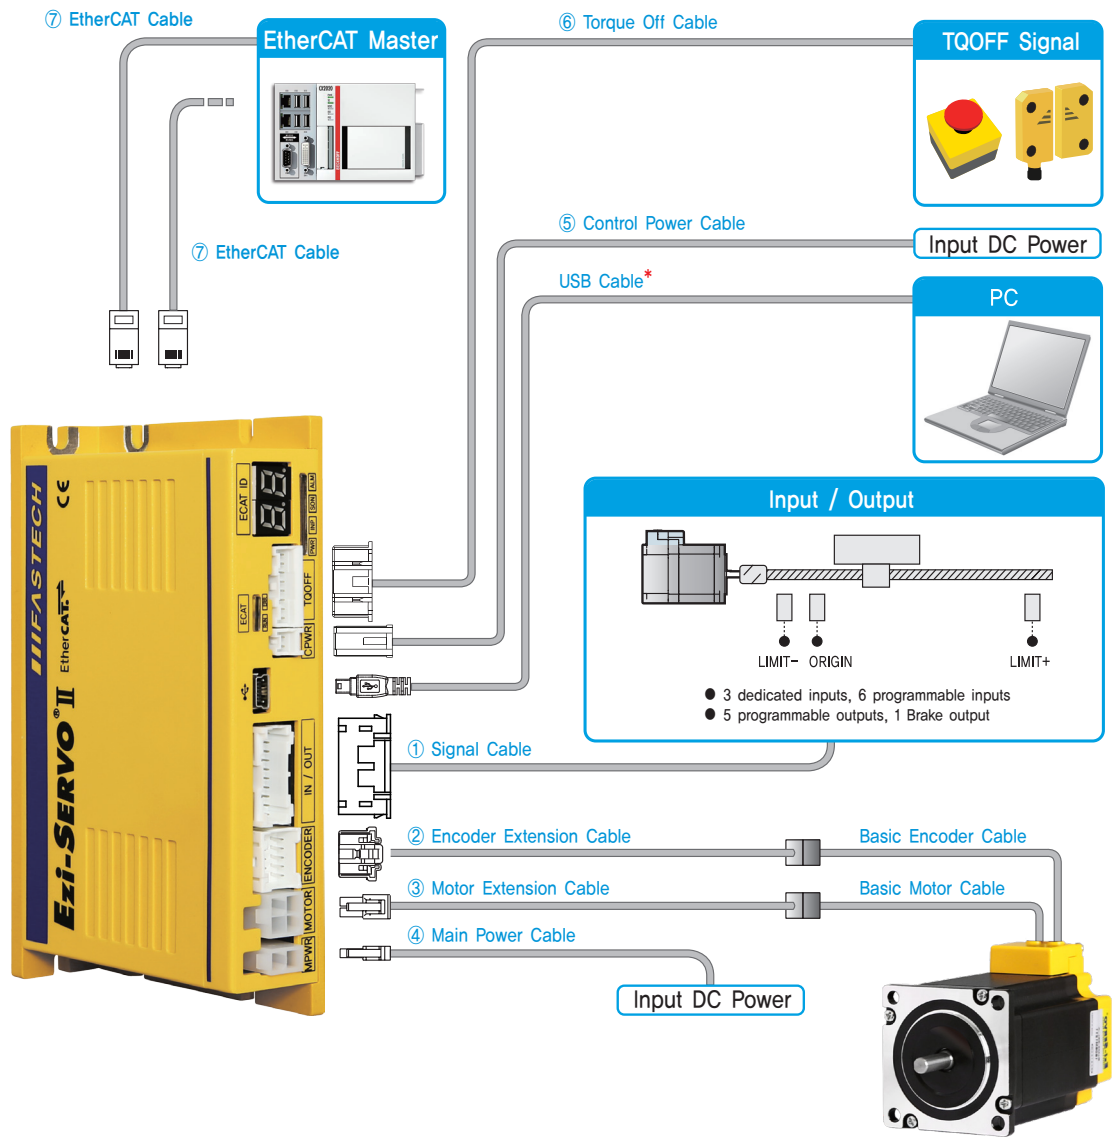 ⑦ EtherCAT Cable
EtherCAT Master
⑥ Torque Off Cable
TQOFF Signal
⑦ EtherCAT Cable
⑤ Control Power Cable
Input DC Power
USB Cable*
PC
FASTECH
CE
Ezi-SERVO® II
EtherCAT
ECAT ID
PWR INP SON ALM
TQOFF
ECAT
CPWR
IN / OUT
ENCODER
MOTOR
MPWR
Input / Output
LIMIT- ORIGIN
LIMIT+
● 3 dedicated inputs, 6 programmable inputs
● 5 programmable outputs, 1 Brake output
① Signal Cable
② Encoder Extension Cable
Basic Encoder Cable
③ Motor Extension Cable
Basic Motor Cable
④ Main Power Cable
Input DC Power